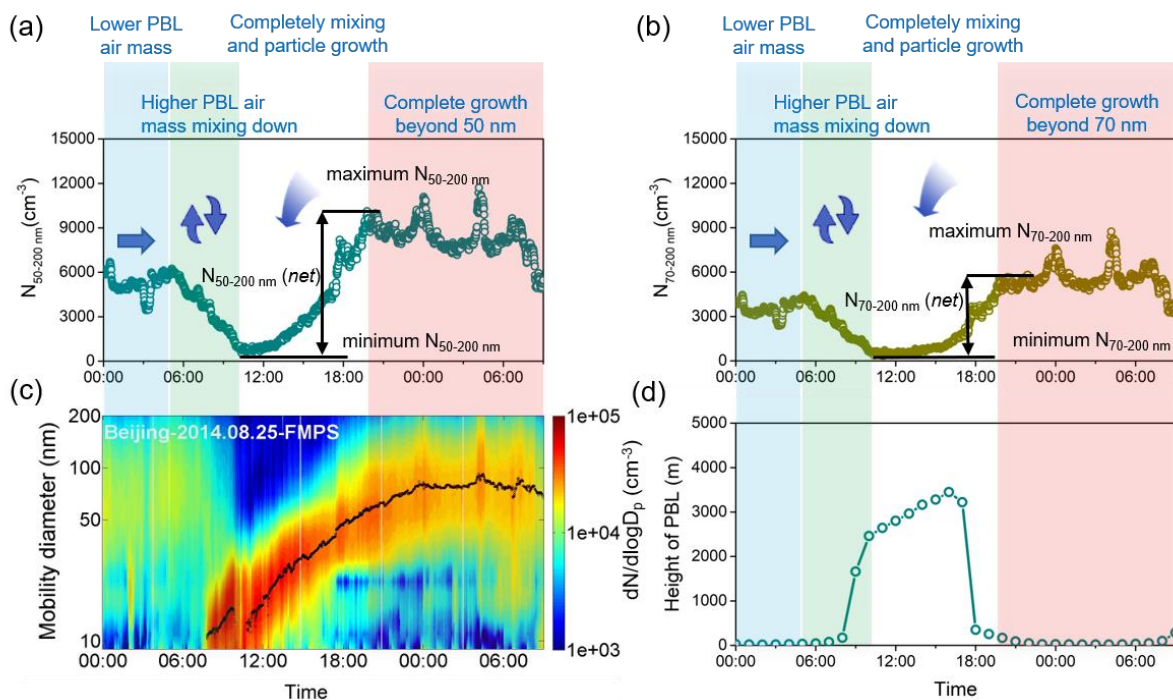 (a)
Lower PBL
air mass
Completely mixing
and particle growth
Higher PBL air
mass mixing down
Complete growth
beyond 50 nm
15000
12000
9000
6000
3000
0
N50-200 nm(cm-3)
maximum N50-200 nm
N50-200 nm (net)
minimum N50-200 nm
00:00 06:00 12:00 18:00 00:00 06:00
(b)
Lower PBL
air mass
Completely mixing
and particle growth
Higher PBL air
mass mixing down
Complete growth
beyond 70 nm
15000
12000
9000
6000
3000
0
N70-200 nm(cm-3)
maximum N70-200 nm
N70-200 nm (net)
minimum N70-200 nm
00:00 06:00 12:00 18:00 00:00 06:00
(c)
200
100
50
10
Mobility diameter (nm)
Beijing-2014.08.25-FMPS
1e+05
1e+04
1e+03
dN/dlogDp (cm-3)
00:00 06:00 12:00 18:00 00:00 06:00
Time
(d)
5000
4000
3000
2000
1000
0
Height of PBL (m)
00:00 06:00 12:00 18:00 00:00 06:00
Time